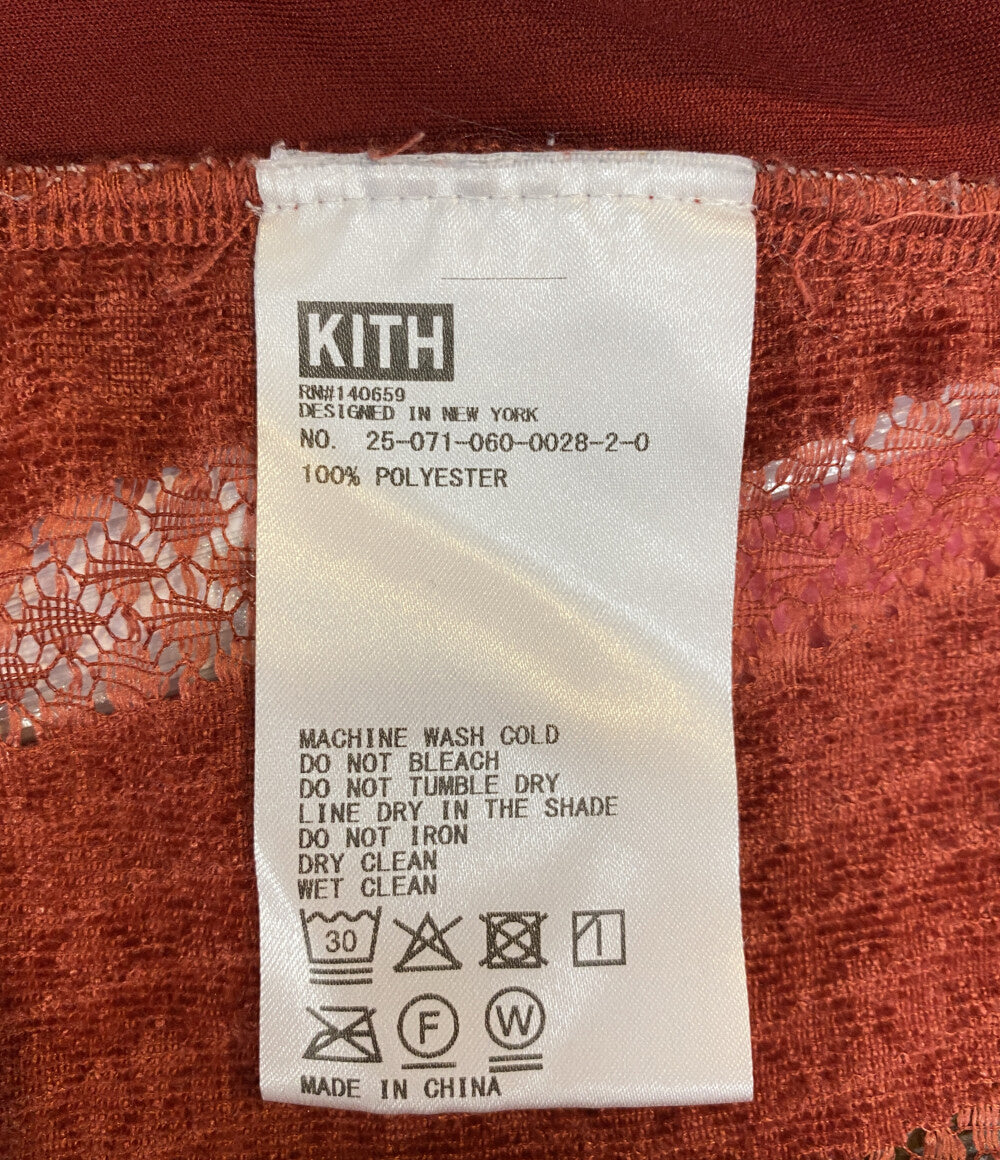 KITH
RN#140659
DESIGNED IN NEW YORK
NO. 25-071-060-0028-2-0
100% POLYESTER
MACHINE WASH COLD
DO NOT BLEACH
DO NOT TUMBLE DRY
LINE DRY IN THE SHADE
DO NOT IRON
DRY CLEAN
WET CLEAN
30
F W
MADE IN CHINA